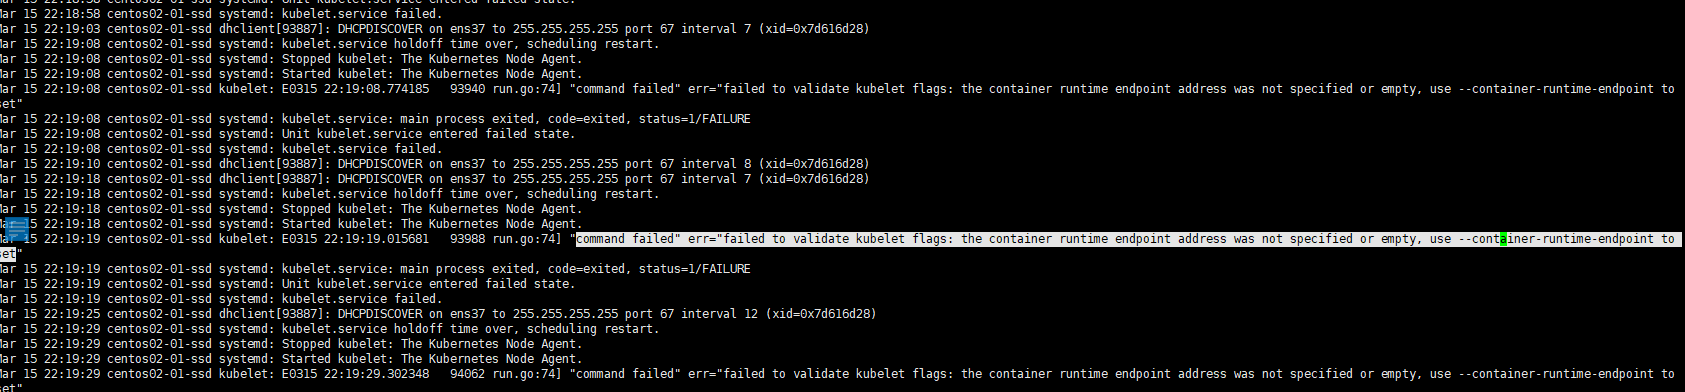 ar 15 22:18:58 centos02-01-ssd systemd: Unit kubelet.service entered failed state.
ar 15 22:18:58 centos02-01-ssd systemd: kubelet.service failed.
ar 15 22:19:03 centos02-01-ssd dhclient[93887]: DHCPDISCOVER on ens37 to 255.255.255.255 port 67 interval 7 (xid=0x7d616d28)
ar 15 22:19:08 centos02-01-ssd systemd: kubelet.service holdoff time over, scheduling restart.
ar 15 22:19:08 centos02-01-ssd systemd: Stopped kubelet: The Kubernetes Node Agent.
ar 15 22:19:08 centos02-01-ssd systemd: Started kubelet: The Kubernetes Node Agent.
ar 15 22:19:08 centos02-01-ssd kubelet: E0315 22:19:08.774185   93940 run.go:74] "command failed" err="failed to validate kubelet flags: the container runtime endpoint address was not specified or empty, use --container-runtime-endpoint to
set"
ar 15 22:19:08 centos02-01-ssd systemd: kubelet.service: main process exited, code=exited, status=1/FAILURE
ar 15 22:19:08 centos02-01-ssd systemd: Unit kubelet.service entered failed state.
ar 15 22:19:08 centos02-01-ssd systemd: kubelet.service failed.
ar 15 22:19:10 centos02-01-ssd dhclient[93887]: DHCPDISCOVER on ens37 to 255.255.255.255 port 67 interval 8 (xid=0x7d616d28)
ar 15 22:19:18 centos02-01-ssd dhclient[93887]: DHCPDISCOVER on ens37 to 255.255.255.255 port 67 interval 7 (xid=0x7d616d28)
ar 15 22:19:18 centos02-01-ssd systemd: kubelet.service holdoff time over, scheduling restart.
ar 15 22:19:18 centos02-01-ssd systemd: Stopped kubelet: The Kubernetes Node Agent.
ar 15 22:19:18 centos02-01-ssd systemd: Started kubelet: The Kubernetes Node Agent.
ar 15 22:19:19 centos02-01-ssd kubelet: E0315 22:19:19.015681   93988 run.go:74] "command failed" err="failed to validate kubelet flags: the container runtime endpoint address was not specified or empty, use --container-runtime-endpoint to
set"
ar 15 22:19:19 centos02-01-ssd systemd: kubelet.service: main process exited, code=exited, status=1/FAILURE
ar 15 22:19:19 centos02-01-ssd systemd: Unit kubelet.service entered failed state.
ar 15 22:19:19 centos02-01-ssd systemd: kubelet.service failed.
ar 15 22:19:25 centos02-01-ssd dhclient[93887]: DHCPDISCOVER on ens37 to 255.255.255.255 port 67 interval 12 (xid=0x7d616d28)
ar 15 22:19:29 centos02-01-ssd systemd: kubelet.service holdoff time over, scheduling restart.
ar 15 22:19:29 centos02-01-ssd systemd: Stopped kubelet: The Kubernetes Node Agent.
ar 15 22:19:29 centos02-01-ssd systemd: Started kubelet: The Kubernetes Node Agent.
ar 15 22:19:29 centos02-01-ssd kubelet: E0315 22:19:29.302348   94062 run.go:74] "command failed" err="failed to validate kubelet flags: the container runtime endpoint address was not specified or empty, use --container-runtime-endpoint to
set"